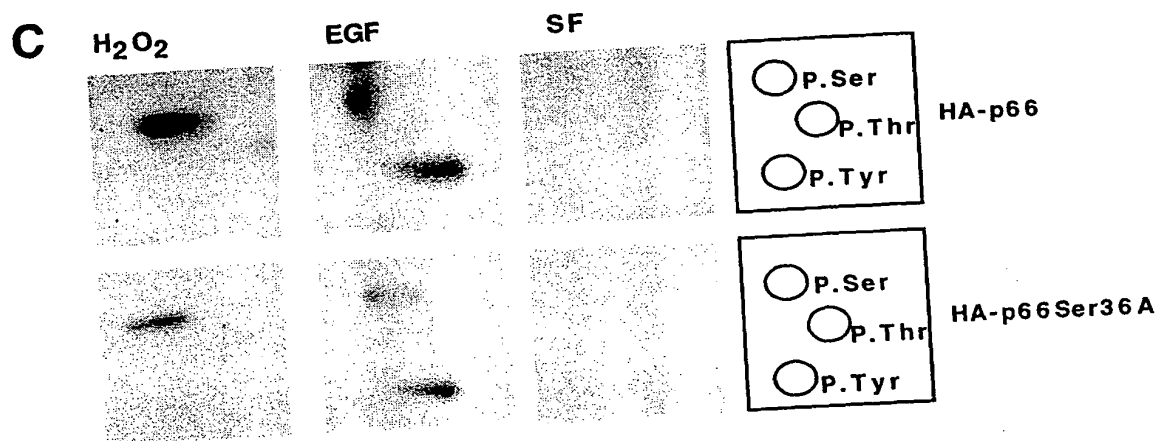 C
H2O2
EGF
SF
P.Ser
P.Thr
P.Tyr
HA-p66
P.Ser
P.Thr
P.Tyr
HA-p66Ser36A